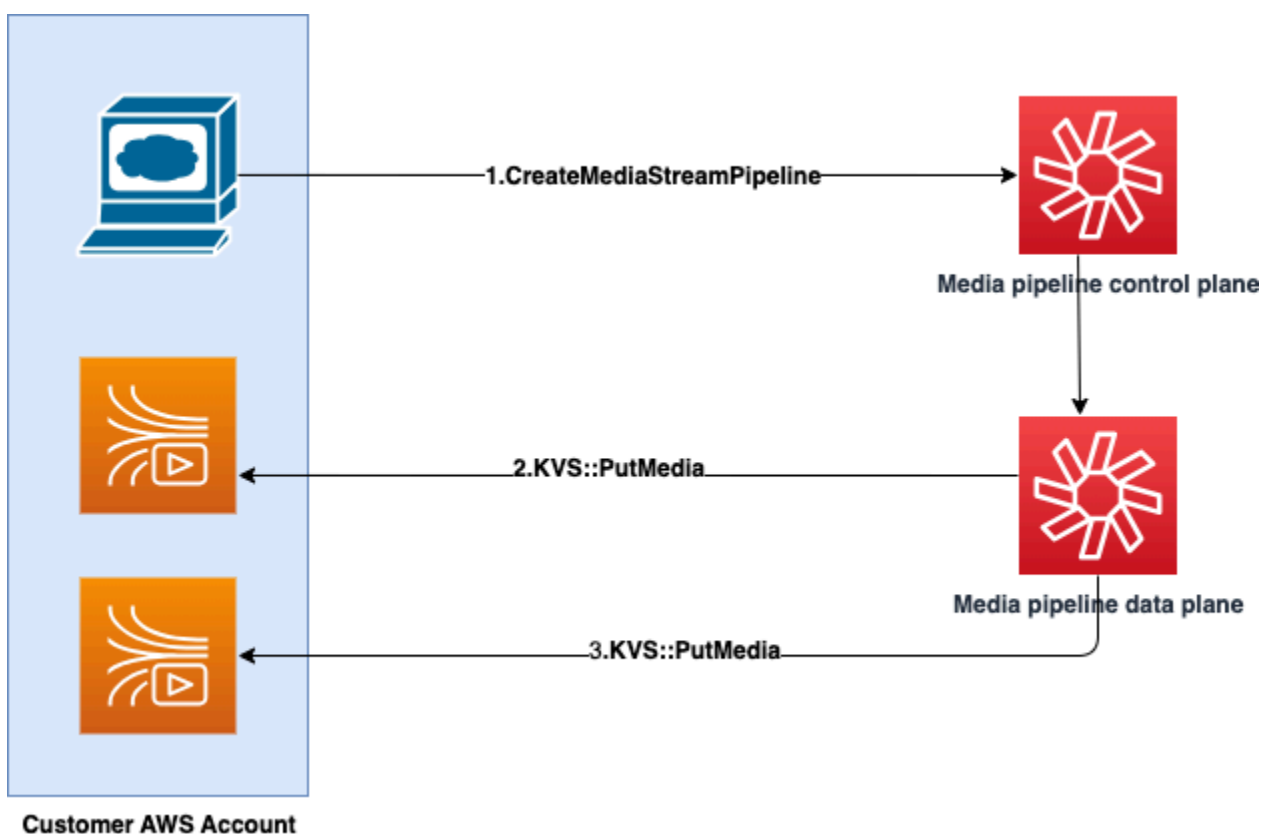 1.CreateMediaStreamPipeline
Media pipeline control plane
2.KVS::PutMedia
Media pipeline data plane
3.KVS::PutMedia
Customer AWS Account